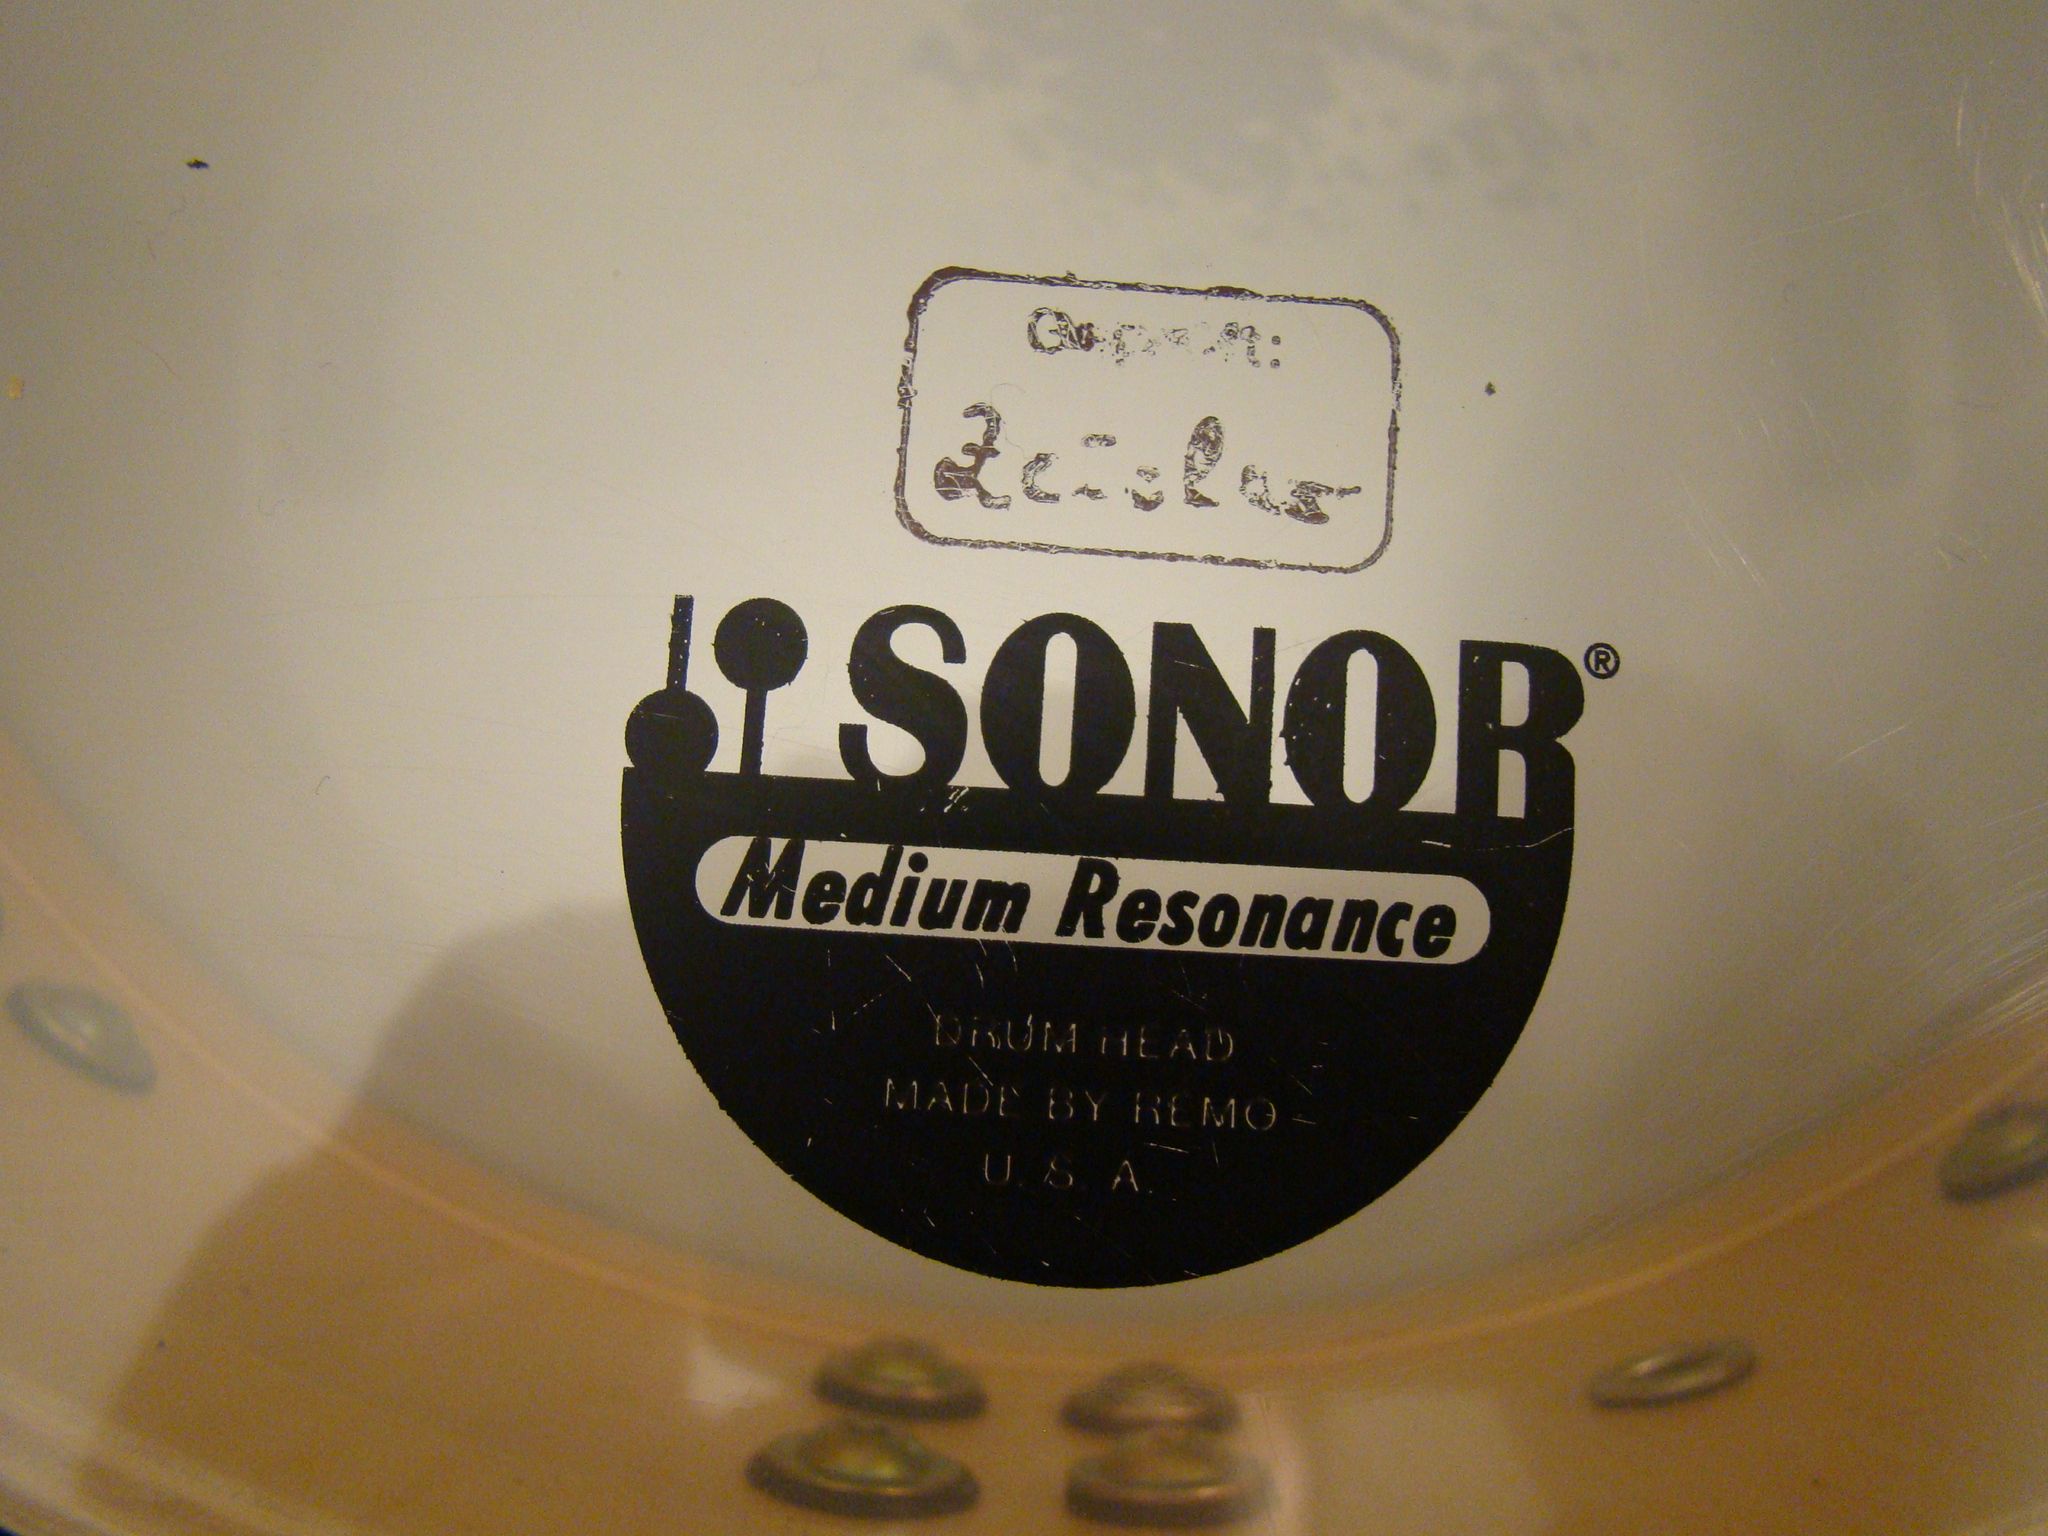 SONOR®
Medium Resonance
DRUM HEAD
MADE BY REMO
U. S. A.